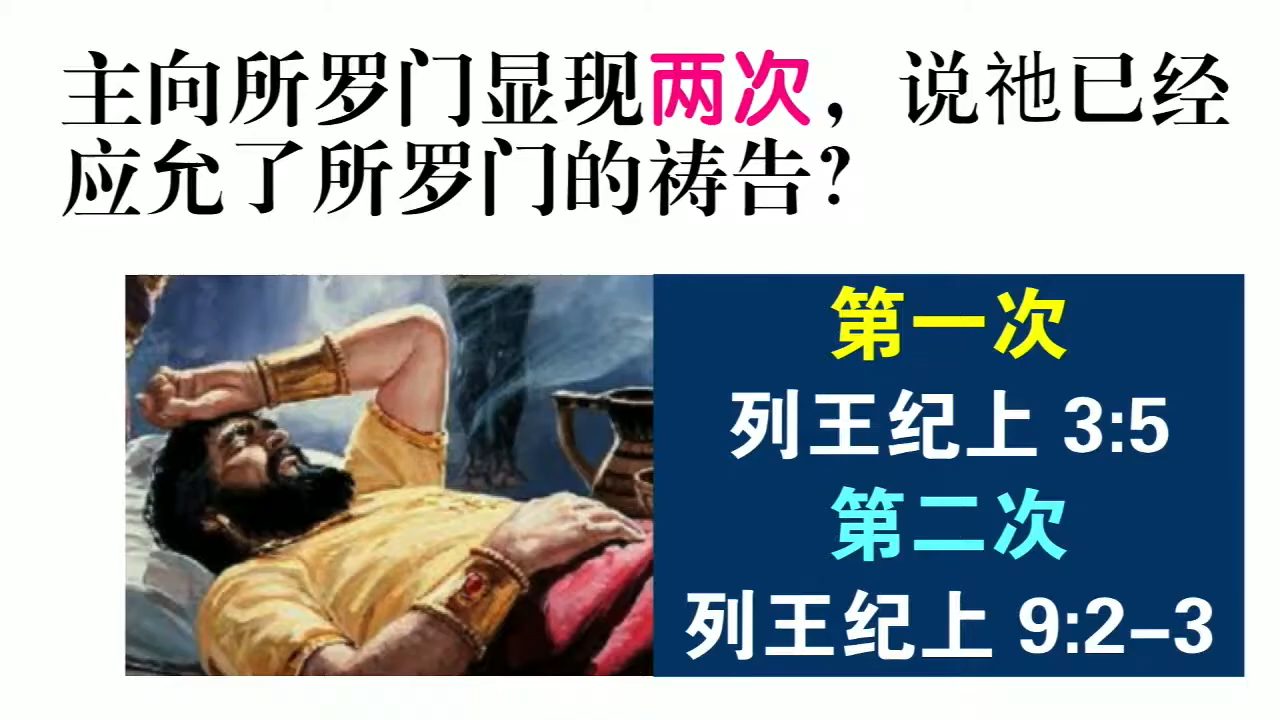 主向所罗门显现两次，说祂已经
应允了所罗门的祷告？
第一次
列王纪上 3:5
第二次
列王纪上 9:2–3